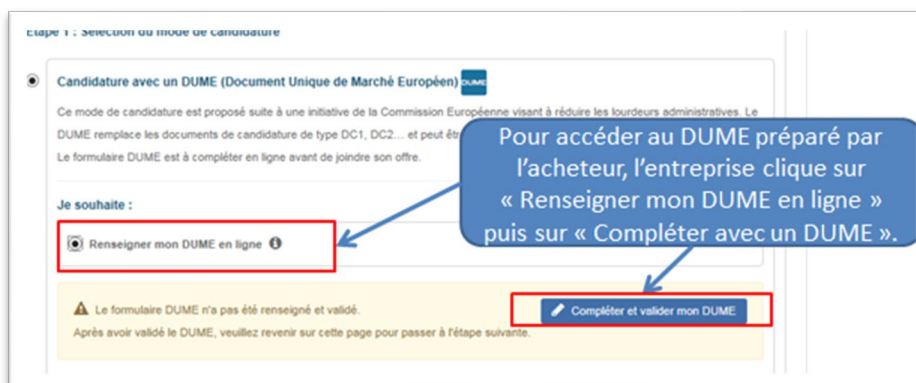 Etape 1 : Sélection du mode de candidature
Candidature avec un DUME (Document Unique de Marché Européen) DUME
Ce mode de candidature est proposé suite à une initiative de la Commission Européenne visant à réduire les lourdeurs administratives. Le
DUME remplace les documents de candidature de type DC1, DC2... et peut
Le formulaire DUME est à compléter en ligne avant de joindre son offre.
Pour accéder au DUME préparé par
l'acheteur, l'entreprise clique sur
« Renseigner mon DUME en ligne »
puis sur « Compléter avec un DUME ».
Je souhaite :
Renseigner mon DUME en ligne
Le formulaire DUME n'a pas été renseigné et validé.
Compléter et valider mon DUME
Après avoir validé le DUME, veuillez revenir sur cette page pour passer à l'étape suivante.